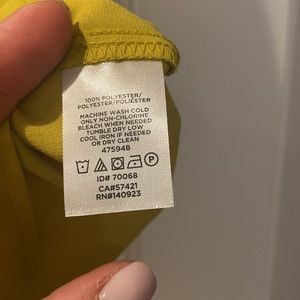 100% POLYESTER/
POLYESTER/POLIÉSTER
MACHINE WASH COLD
ONLY NON-CHLORINE
BLEACH WHEN NEEDED
TUMBLE DRY LOW
COOL IRON IF NEEDED
OR DRY CLEAN
475948
P
ID# 70068
CA#57421
RN#140923